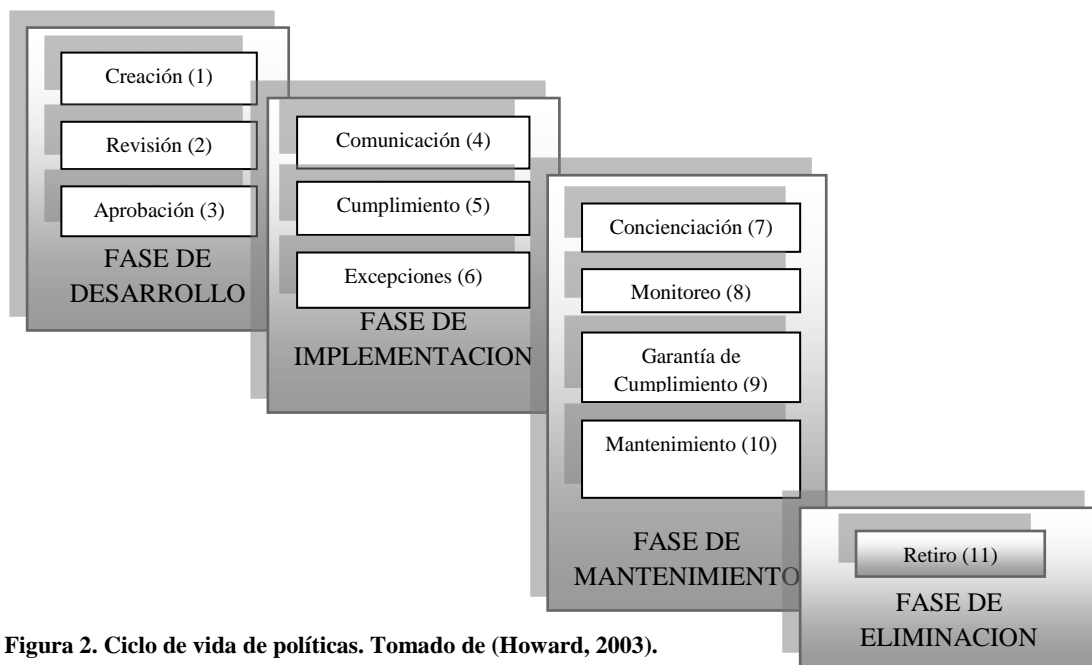 Creación (1)
Revisión (2)
Aprobación (3)
FASE DE
DESARROLLO
Comunicación (4)
Cumplimiento (5)
Excepciones (6)
FASE DE
IMPLEMENTACION
Concienciación (7)
Monitoreo (8)
Garantía de
Cumplimiento (9)
Mantenimiento (10)
FASE DE
MANTENIMIENTO
Retiro (11)
FASE DE
ELIMINACION
Figura 2. Ciclo de vida de políticas. Tomado de (Howard, 2003).